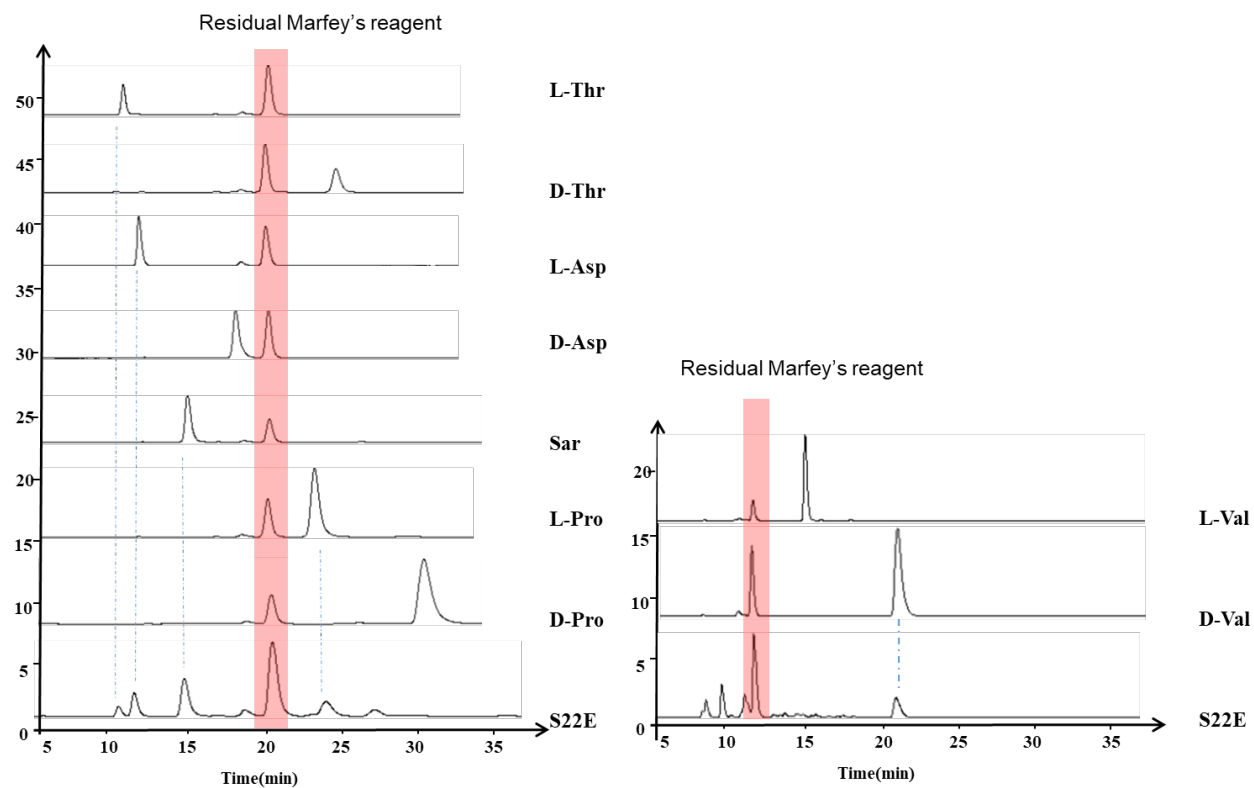 Residual Marfey's reagent
50
45
40
35
30
25
20
15
10
5
0
L-Thr
D-Thr
L-Asp
D-Asp
Sar
L-Pro
D-Pro
S22E
5 10 15 20 25 30 35
Time(min)
Residual Marfey's reagent
20
15
10
5
0
L-Val
D-Val
S22E
5 10 15 20 25 30 35
Time(min)